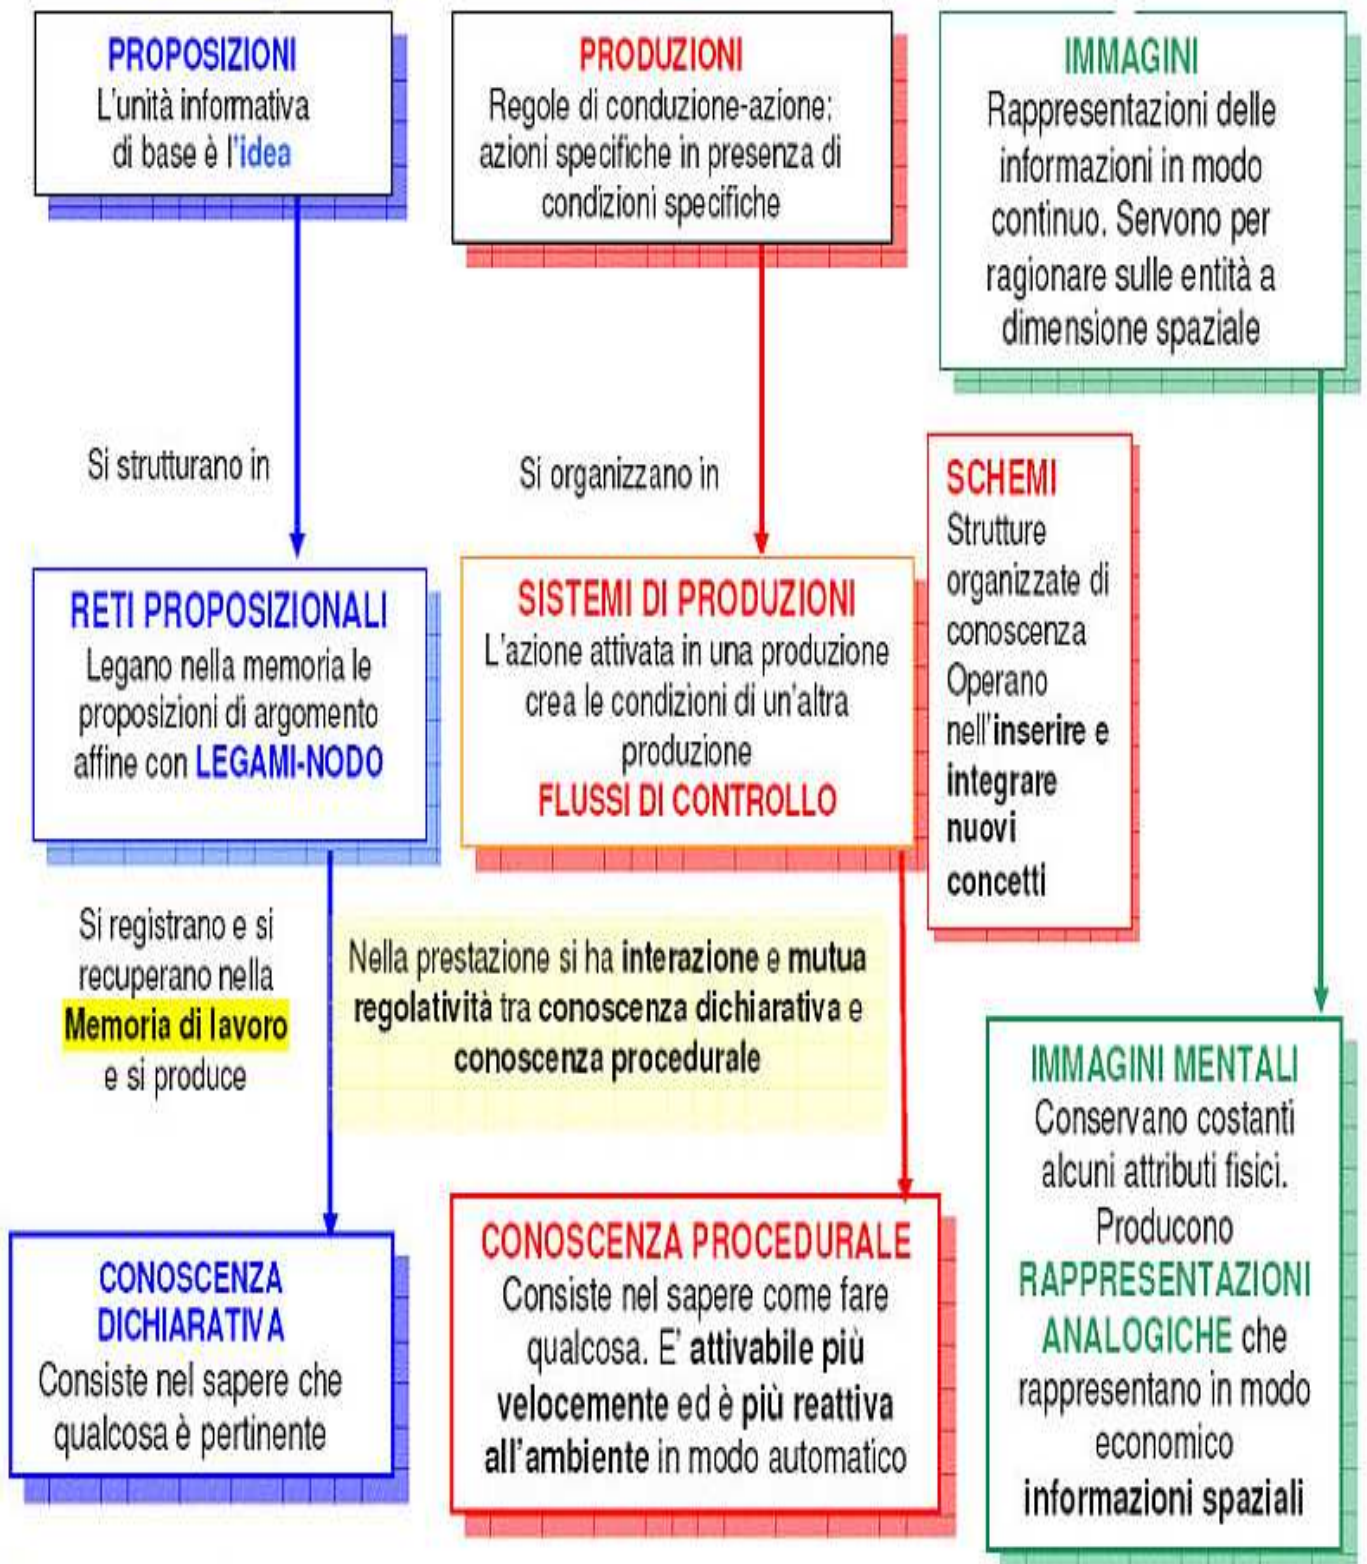 PROPOSIZIONI
L'unità informativa
di base è l'idea
PRODUZIONI
Regole di conduzione-azione:
azioni specifiche in presenza di
condizioni specifiche
IMMAGINI
Rappresentazioni delle
informazioni in modo
continuo. Servono per
ragionare sulle entità a
dimensione spaziale
Si strutturano in
Si organizzano in
SCHEMI
Strutture
organizzate di
conoscenza
Operano
nell'inserire e
integrare
nuovi
concetti
RETI PROPOSIZIONALI
Legano nella memoria le
proposizioni di argomento
affine con LEGAMI-NODO
SISTEMI DI PRODUZIONI
L'azione attivata in una produzione
crea le condizioni di un'altra
produzione
FLUSSI DI CONTROLLO
Si registrano e si
recuperano nella
Memoria di lavoro
e si produce
Nella prestazione si ha interazione e mutua
regolatività tra conoscenza dichiarativa e
conoscenza procedurale
CONOSCENZA
DICHIARATIVA
Consiste nel sapere che
qualcosa è pertinente
CONOSCENZA PROCEDURALE
Consiste nel sapere come fare
qualcosa. E' attivabile più
velocemente ed è più reattiva
all'ambiente in modo automatico
IMMAGINI MENTALI
Conservano costanti
alcuni attributi fisici.
Producono
RAPPRESENTAZIONI
ANALOGICHE che
rappresentano in modo
economico
informazioni spaziali